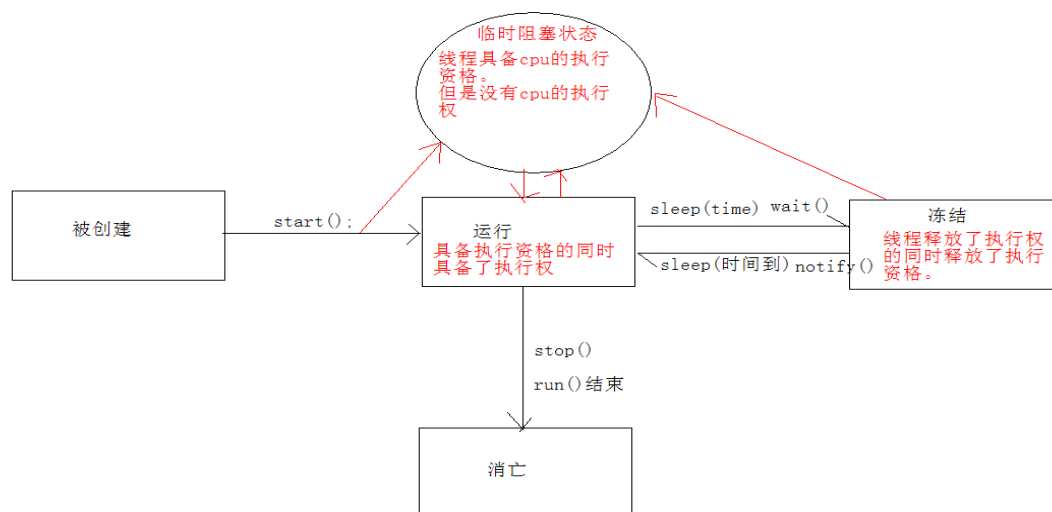 临时阻塞状态
线程具备cpu的执行
资格。
但是没有cpu的执行
权
被创建
start();
运行
具备执行资格的同时
具备了执行权
sleep(time) wait()
sleep(时间到)notify()
冻结
线程释放了执行权
的同时释放了执行
资格。
stop()
run()结束
消亡